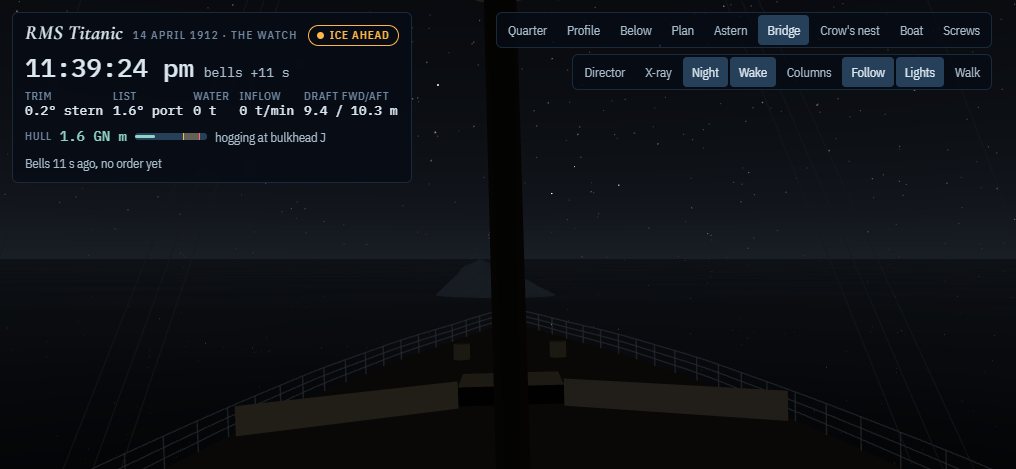 RMS Titanic 14 APRIL 1912 · THE WATCH ICE AHEAD
11:39:24 pm bells +11 s
TRIM LIST WATER INFLOW DRAFT FWD/AFT
0.2° stern 1.6° port 0 t 0 t/min 9.4 / 10.3 m
HULL 1.6 GN m hogging at bulkhead J
Bells 11 s ago, no order yet
Quarter Profile Below Plan Astern Bridge Crow's nest Boat Screws
Director X-ray Night Wake Columns Follow Lights Walk